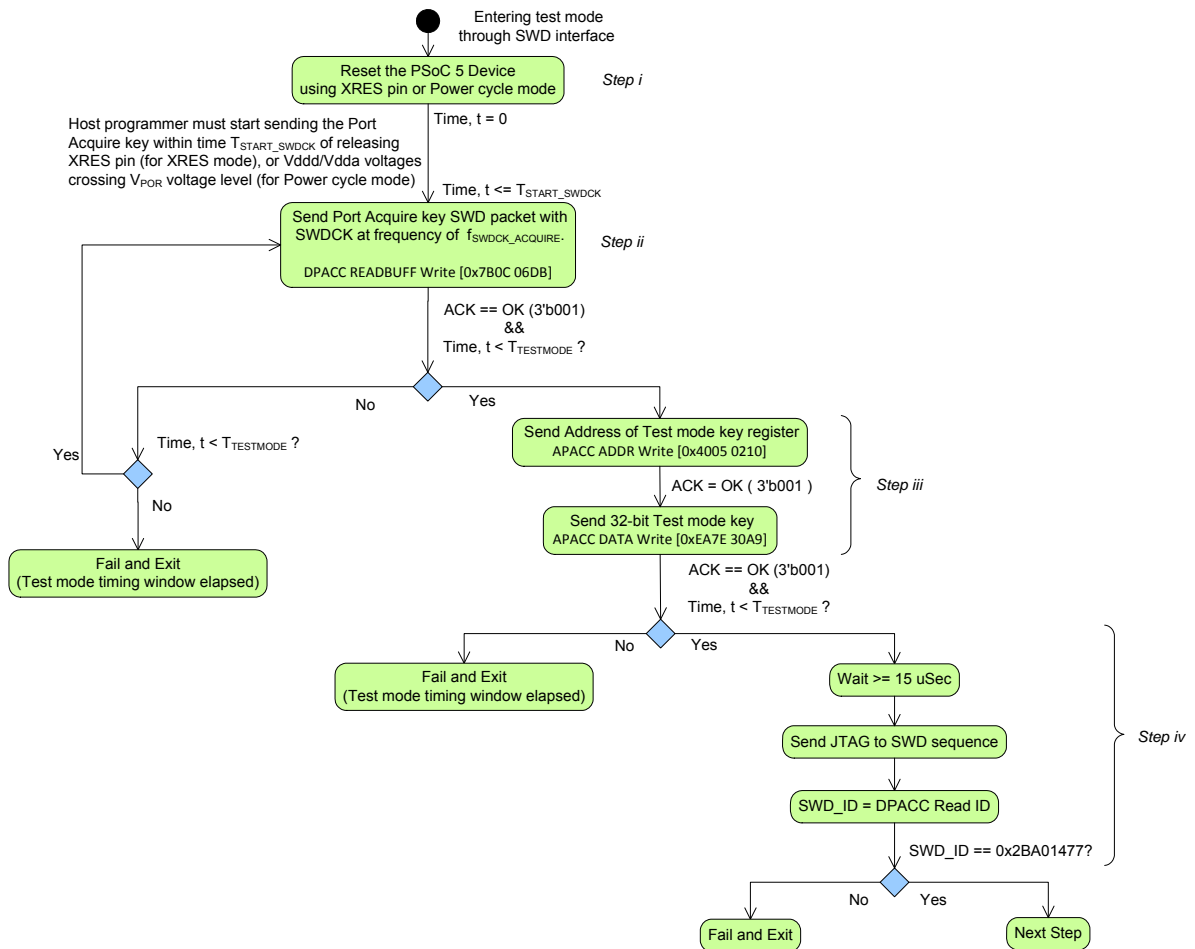 Entering test mode
through SWD interface
Reset the PSoC 5 Device
using XRES pin or Power cycle mode
Step i
Time, t = 0
Host programmer must start sending the Port
Acquire key within time TSTART_SWDCK of releasing
XRES pin (for XRES mode), or Vddd/Vdda voltages
crossing VPOR voltage level (for Power cycle mode)
Time, t <= TSTART_SWDCK
Send Port Acquire key SWD packet with
SWDCK at frequency of fSWDCK_ACQUIRE.
DPACC READBUFF Write [0x7B0C 06DB]
Step ii
ACK == OK (3'b001)
&&
Time, t < TTESTMODE ?
No
Yes
Time, t < TTESTMODE ?
Yes
No
Fail and Exit
(Test mode timing window elapsed)
Send Address of Test mode key register
APACC ADDR Write [0x4005 0210]
ACK = OK ( 3'b001 )
Step iii
Send 32-bit Test mode key
APACC DATA Write [0xEA7E 30A9]
ACK == OK (3'b001)
&&
Time, t < TTESTMODE ?
No
Yes
Fail and Exit
(Test mode timing window elapsed)
Wait >= 15 uSec
Send JTAG to SWD sequence
Step iv
SWD_ID = DPACC Read ID
SWD_ID == 0x2BA01477?
No
Yes
Fail and Exit
Next Step